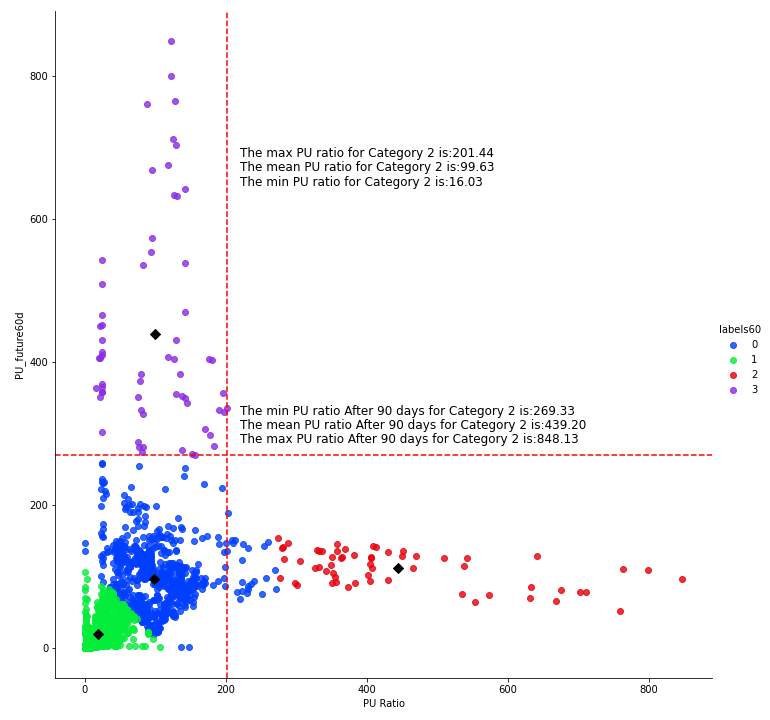 800
600
400
200
0
PU_future60d
The max PU ratio for Category 2 is:201.44
The mean PU ratio for Category 2 is:99.63
The min PU ratio for Category 2 is:16.03
The min PU ratio After 90 days for Category 2 is:269.33
The mean PU ratio After 90 days for Category 2 is:439.20
The max PU ratio After 90 days for Category 2 is:848.13
labels60
0
1
2
3
0
200
400
600
800
PU Ratio